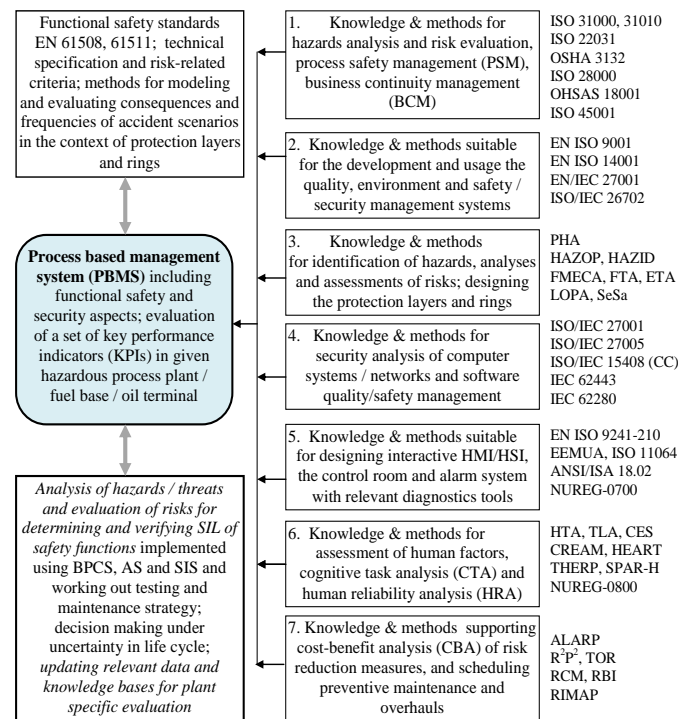 Functional safety standards
EN 61508, 61511; technical
specification and risk-related
criteria; methods for modeling
and evaluating consequences and
frequencies of accident scenarios
in the context of protection layers
and rings
Process based management
system (PBMS) including
functional safety and
security aspects; evaluation
of a set of key performance
indicators (KPIs) in given
hazardous process plant /
fuel base / oil terminal
Analysis of hazards / threats
and evaluation of risks for
determining and verifying SIL of
safety functions implemented
using BPCS, AS and SIS and
working out testing and
maintenance strategy;
decision making under
uncertainty in life cycle;
updating relevant data and
knowledge bases for plant
specific evaluation
1. Knowledge & methods for
hazards analysis and risk evaluation,
process safety management (PSM),
business continuity management
(BCM)
ISO 31000, 31010
ISO 22031
OSHA 3132
ISO 28000
OHSAS 18001
ISO 45001
2. Knowledge & methods suitable
for the development and usage the
quality, environment and safety /
security management systems
EN ISO 9001
EN ISO 14001
EN/IEC 27001
ISO/IEC 26702
3. Knowledge & methods
for identification of hazards, analyses
and assessments of risks; designing
the protection layers and rings
PHA
HAZOP, HAZID
FMECA, FTA, ETA
LOPA, SeSa
4. Knowledge & methods for
security analysis of computer
systems / networks and software
quality/safety management
ISO/IEC 27001
ISO/IEC 27005
ISO/IEC 15408 (CC)
IEC 62443
IEC 62280
5. Knowledge & methods suitable
for designing interactive HMI/HSI,
the control room and alarm system
with relevant diagnostics tools
EN ISO 9241-210
EEMUA, ISO 11064
ANSI/ISA 18.02
NUREG-0700
6. Knowledge & methods for
assessment of human factors,
cognitive task analysis (CTA) and
human reliability analysis (HRA)
HTA, TLA, CES
CREAM, HEART
THERP, SPAR-H
NUREG-0800
7. Knowledge & methods supporting
cost-benefit analysis (CBA) of risk
reduction measures, and scheduling
preventive maintenance and
overhauls
ALARP
R²P², TOR
RCM, RBI
RIMAP